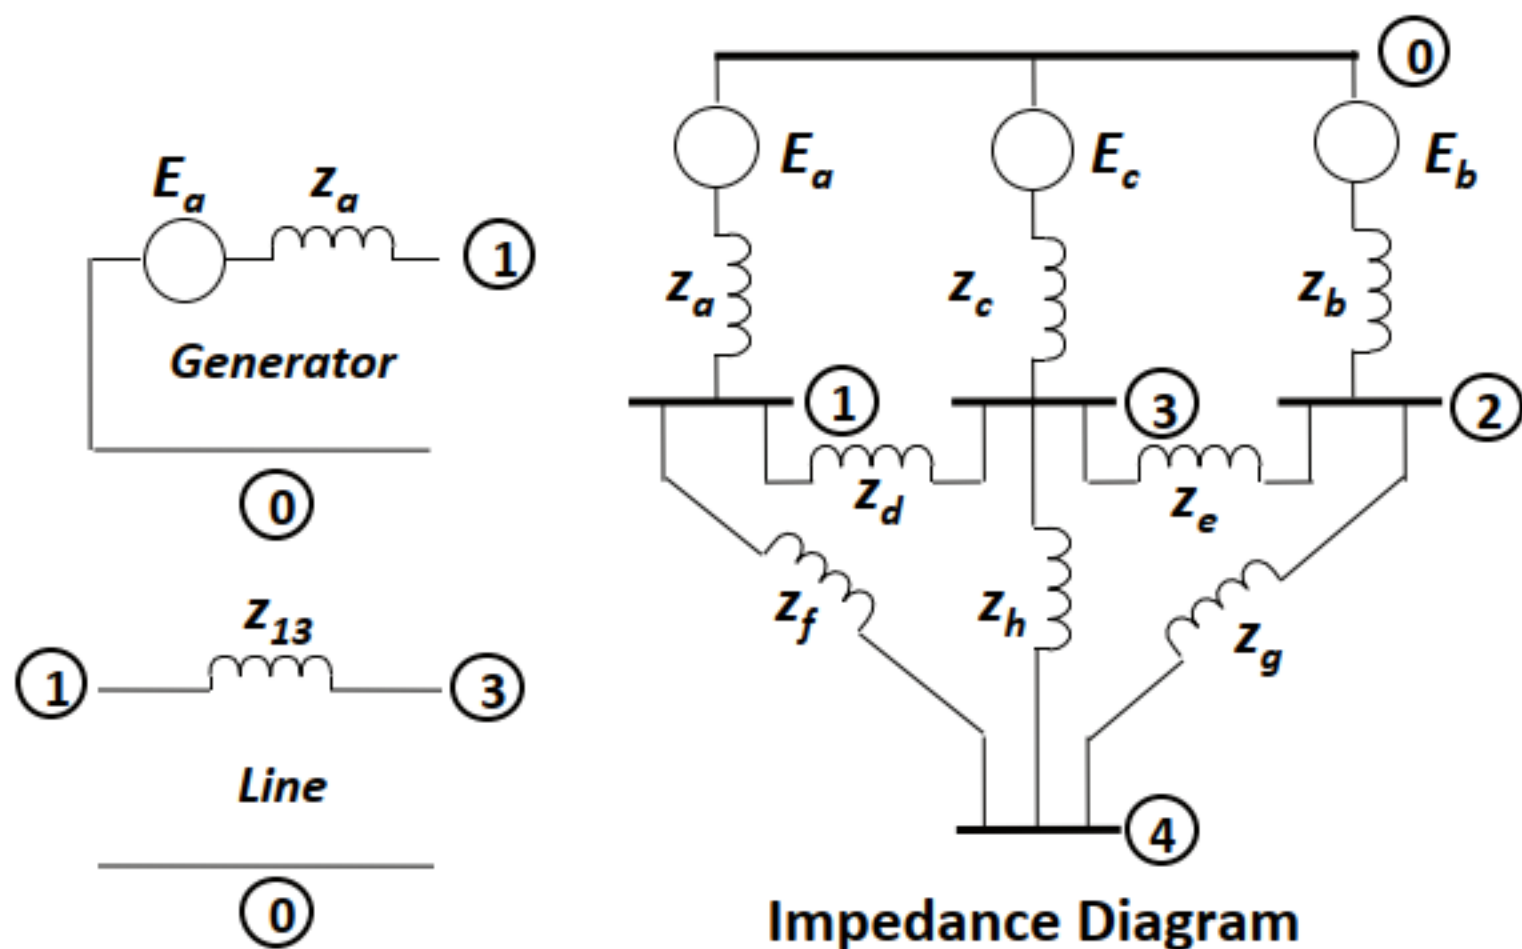 0
E_a
E_c
E_b
E_a
z_a
1
z_a
z_c
z_b
Generator
1
3
2
0
z_d
z_e
z_13
z_f
z_h
z_g
1
3
Line
4
0
Impedance Diagram